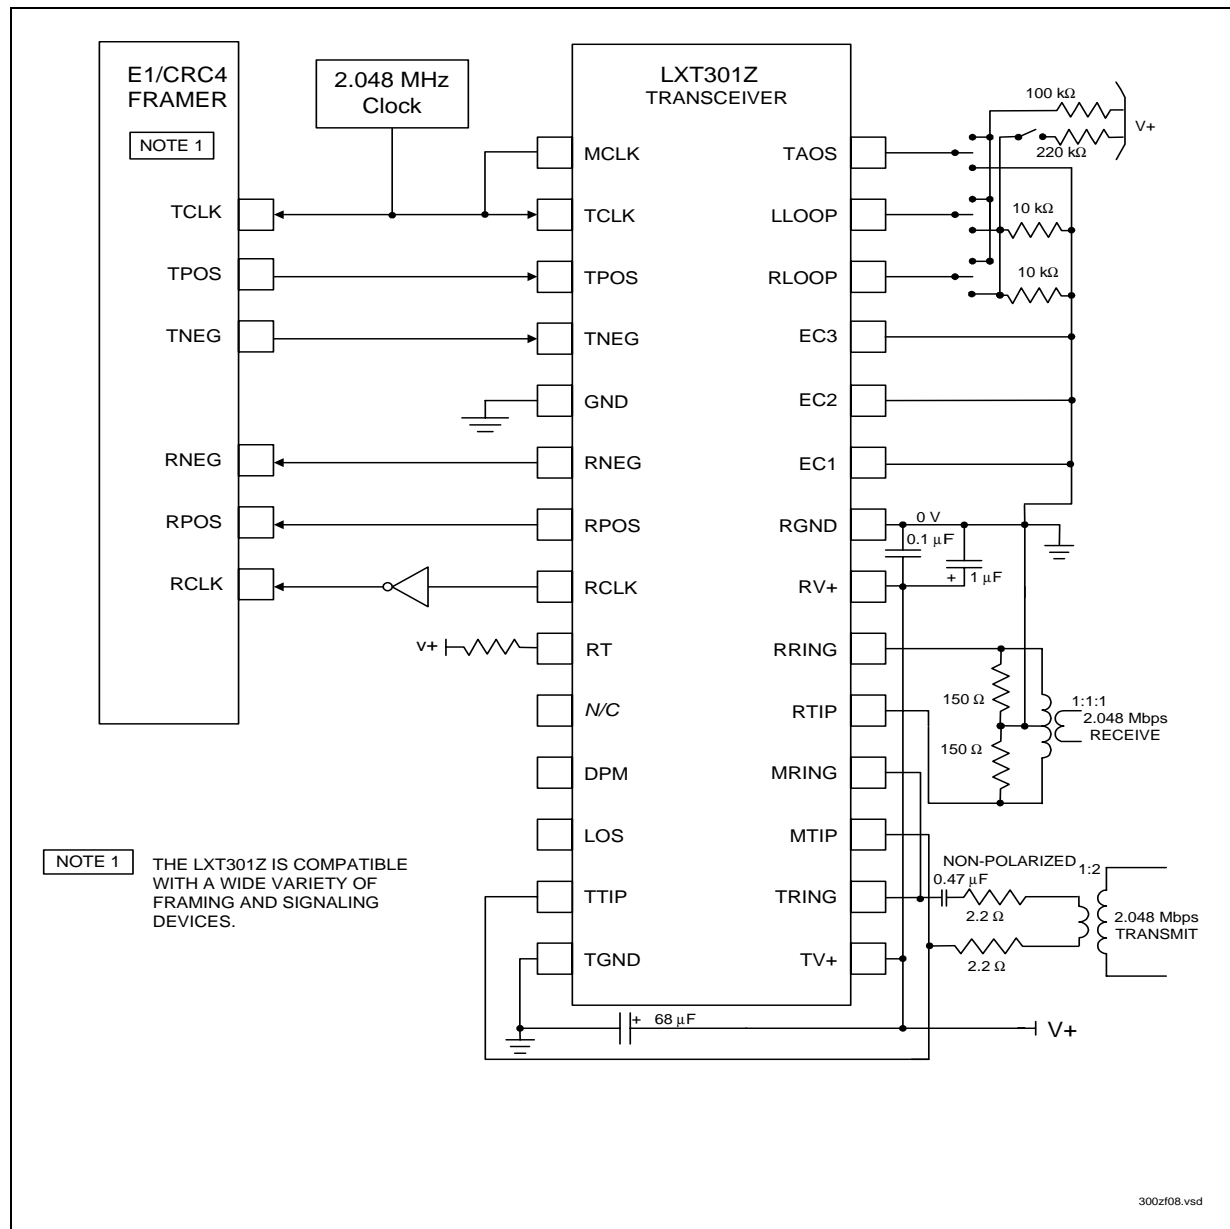 E1/CRC4
FRAMER
NOTE 1
TCLK
TPOS
TNEG
RNEG
RPOS
RCLK
2.048 MHz
Clock
LXT301Z
TRANSCEIVER
MCLK
TCLK
TPOS
TNEG
GND
RNEG
RPOS
RCLK
RT
N/C
DPM
LOS
TTIP
TGND
TAOS
LLOOP
RLOOP
EC3
EC2
EC1
RGND
RV+
RRING
RTIP
MRING
MTIP
TRING
TV+
100 kΩ
V+
220 kΩ
10 kΩ
10 kΩ
0 V
0.1 µF
+ 1 µF
v+
150 Ω
150 Ω
1:1:1
2.048 Mbps
RECEIVE
NON-POLARIZED
0.47 µF
1:2
2.2 Ω
2.2 Ω
2.048 Mbps
TRANSMIT
+ 68 µF
V+
NOTE 1
THE LXT301Z IS COMPATIBLE
WITH A WIDE VARIETY OF
FRAMING AND SIGNALING
DEVICES.
300zf08.vsd